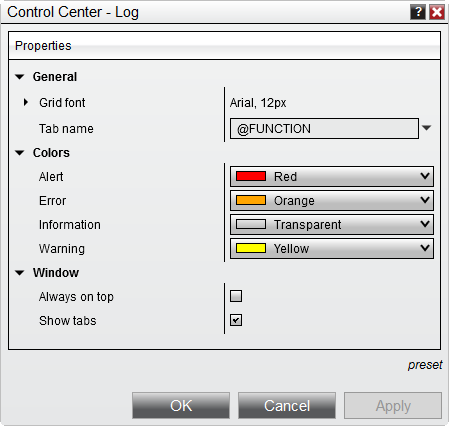 Control Center - Log ?
Properties
General
Grid font Arial, 12px
Tab name @FUNCTION
Colors
Alert Red
Error Orange
Information Transparent
Warning Yellow
Window
Always on top
Show tabs
preset
OK Cancel Apply